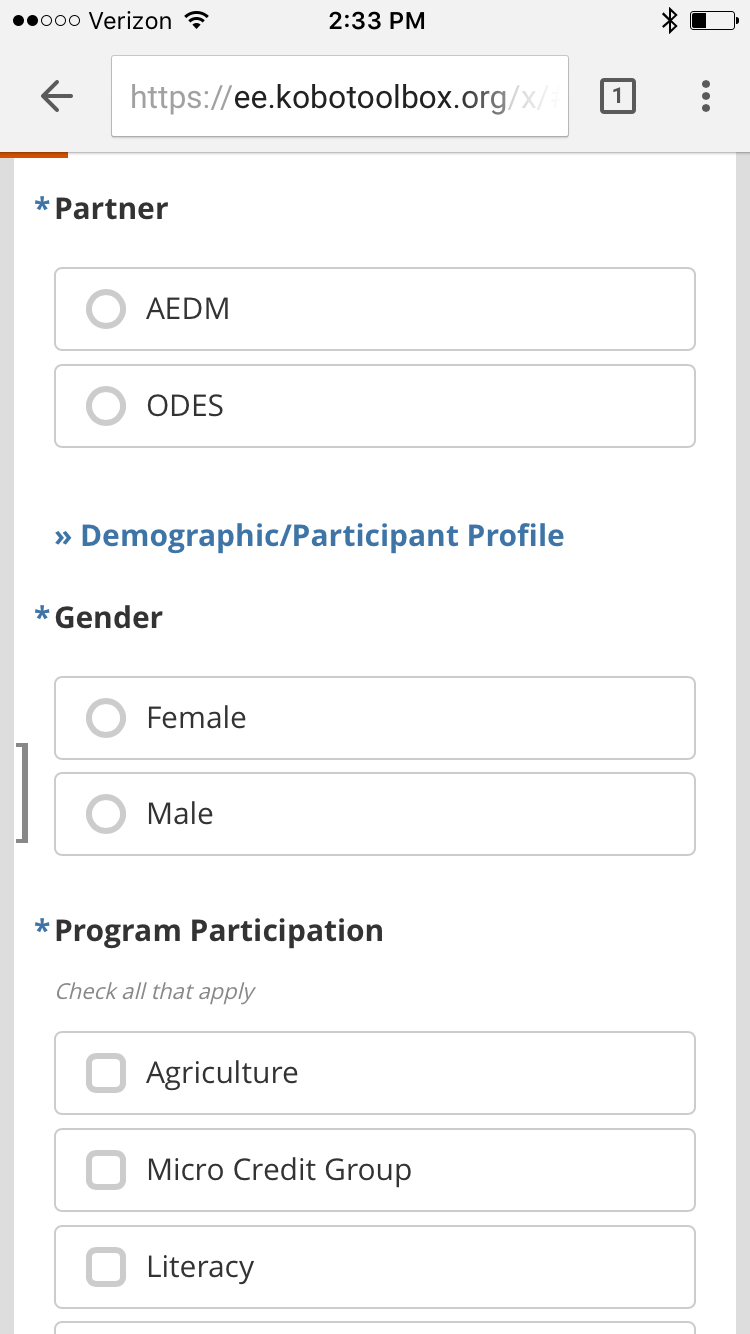 Verizon 2:33 PM
https://ee.kobotoolbox.org/x/ 1
* Partner
AEDM
ODES
» Demographic/Participant Profile
* Gender
Female
Male
* Program Participation
Check all that apply
Agriculture
Micro Credit Group
Literacy